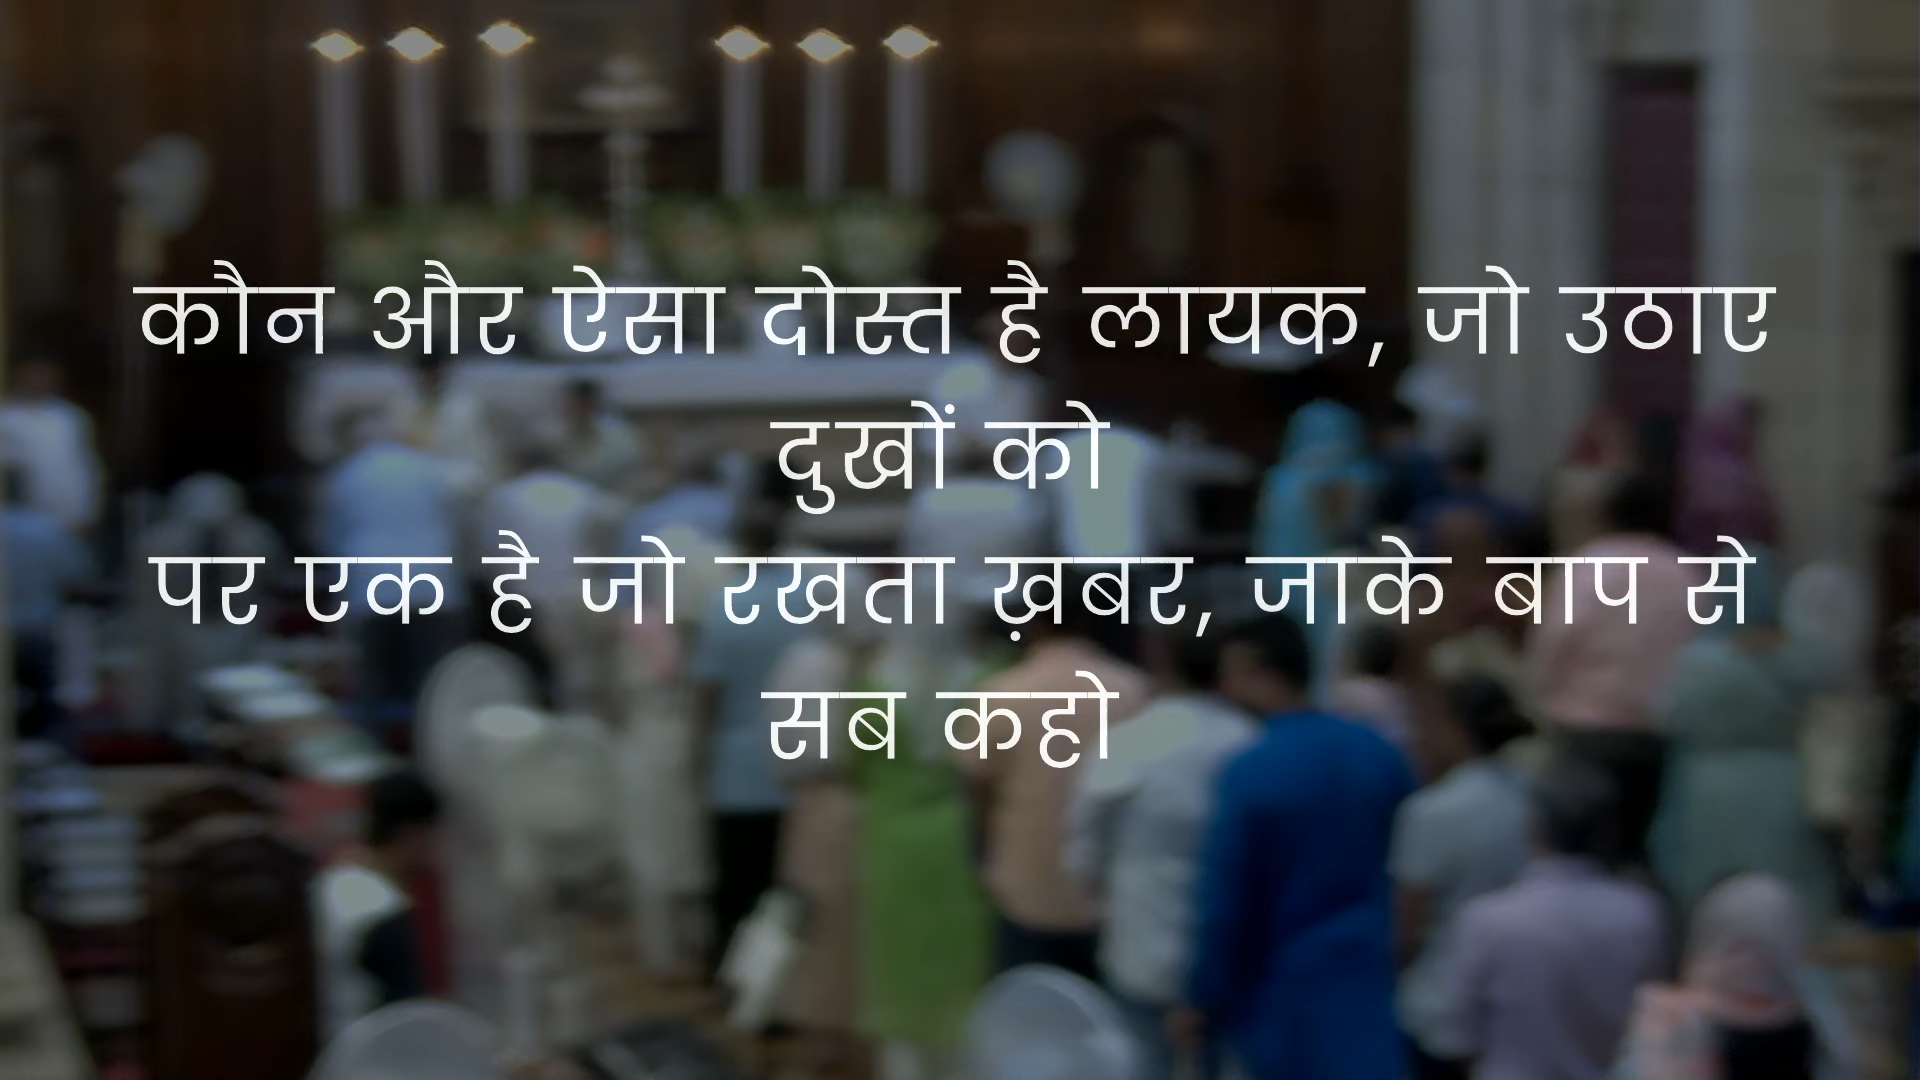 कौन और ऐसा दोस्त है लायक, जो उठाए
दुखों को
पर एक है जो रखता ख़बर, जाके बाप से
सब कहो